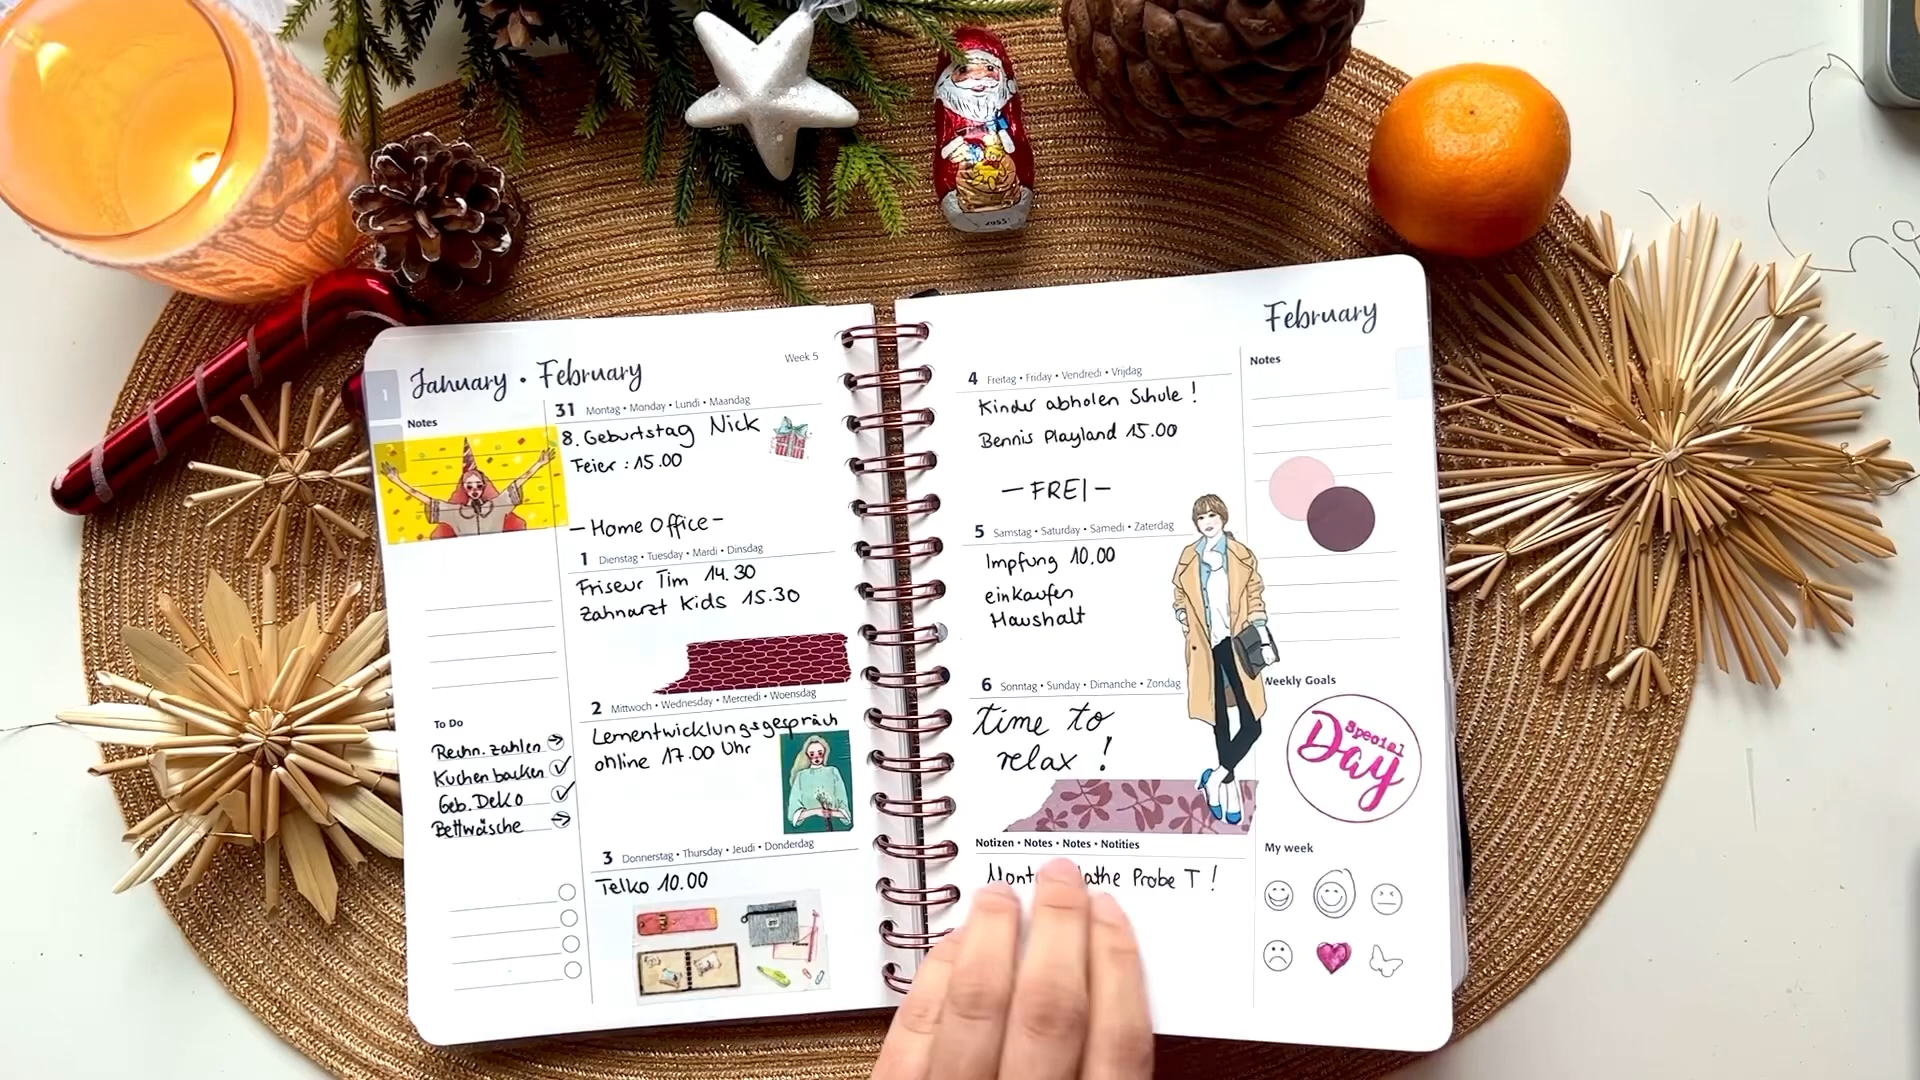 January • February
Week 5
1
Notes
31 Montag • Monday • Lundi • Maandag
8. Geburtstag Nick
Feier : 15.00
– Home Office –
1 Dienstag • Tuesday • Mardi • Dinsdag
Friseur Tim 14.30
Zahnarzt Kids 15.30
2 Mittwoch • Wednesday • Mercredi • Woensdag
Lernentwicklungsgespräch
online 17.00 Uhr
To Do
Rechn. zahlen
Kuchen backen
Geb. Deko
Bettwäsche
3 Donnerstag • Thursday • Jeudi • Donderdag
Telko 10.00
February
4 Freitag • Friday • Vendredi • Vrijdag
Kinder abholen Schule !
Bennis Playland 15.00
– FREI –
5 Samstag • Saturday • Samedi • Zaterdag
Impfung 10.00
einkaufen
Haushalt
6 Sonntag • Sunday • Dimanche • Zondag
time to
relax !
Notizen • Notes • Notes • Notities
Probe T !
Notes
Weekly Goals
Special
Day
My week